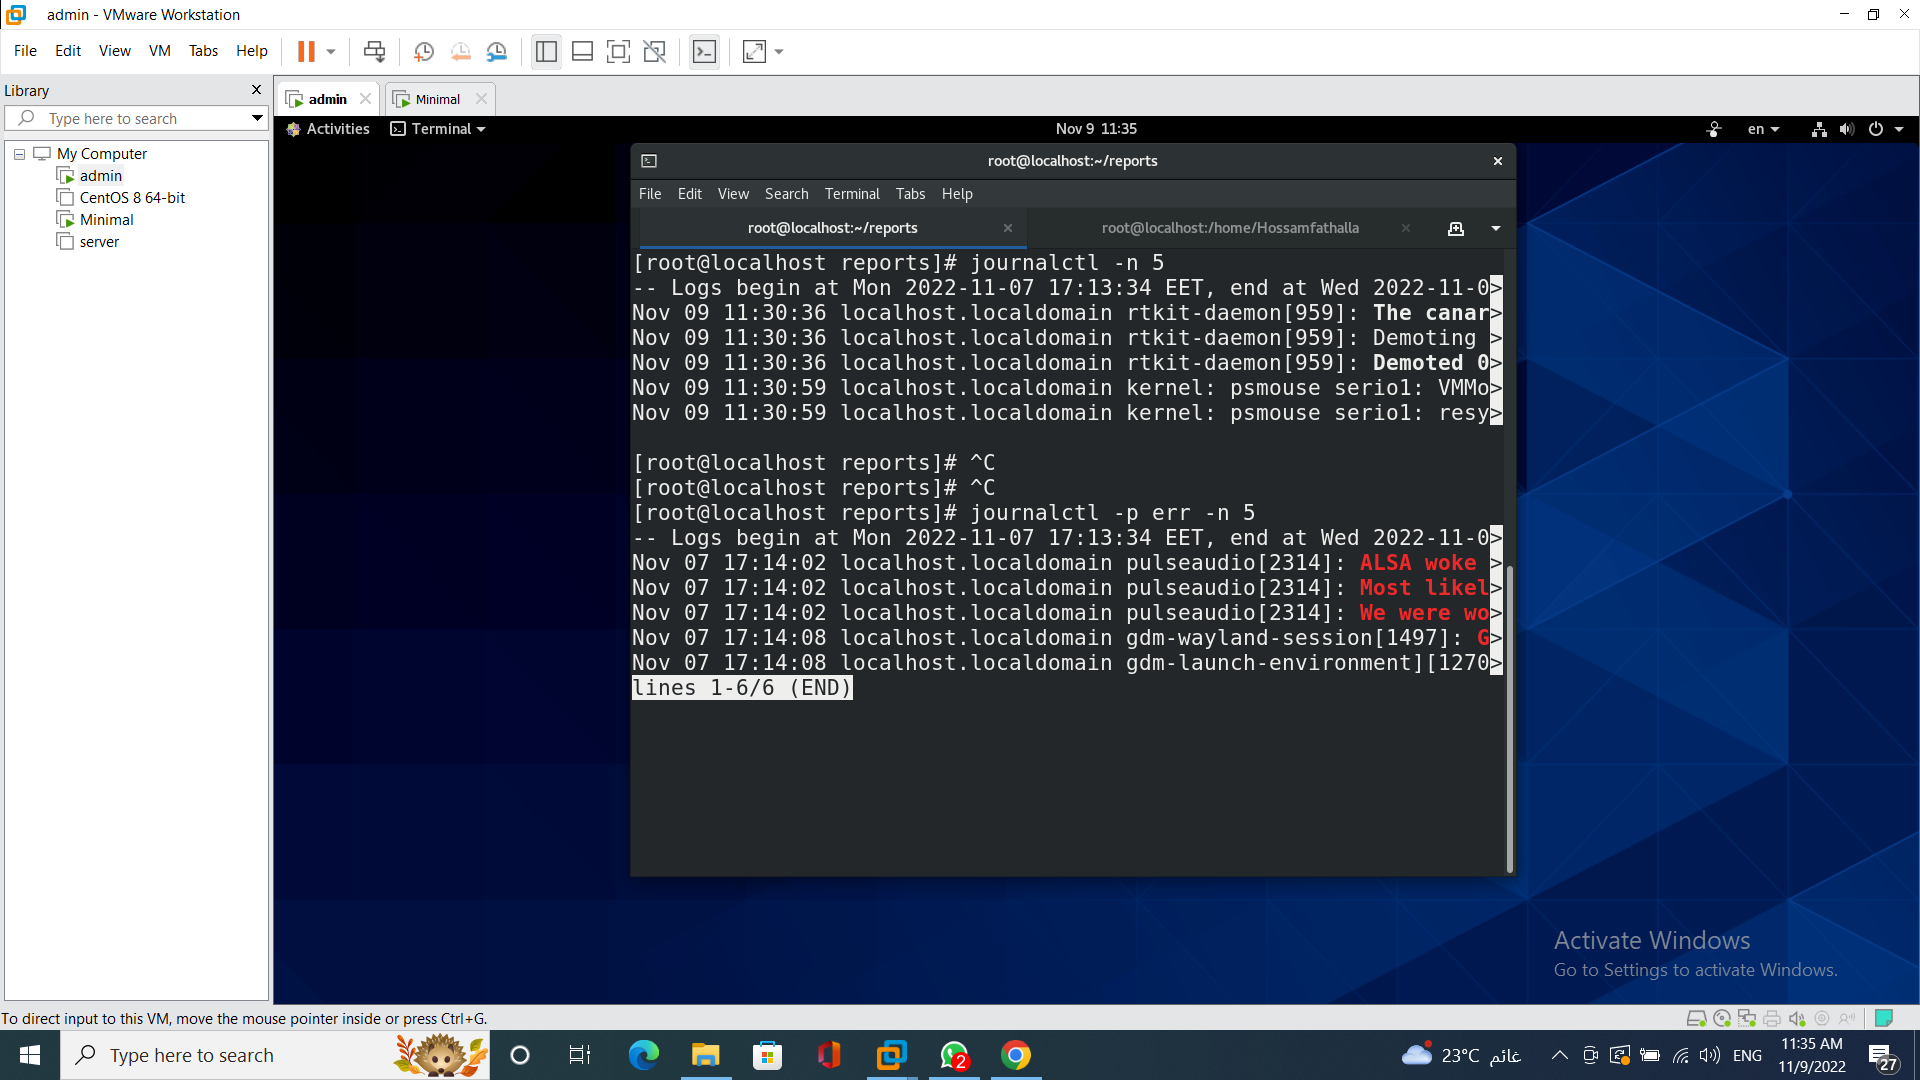 admin - VMware Workstation
File Edit View VM Tabs Help
Library
Type here to search
My Computer
admin
CentOS 8 64-bit
Minimal
server
admin Minimal
Activities Terminal Nov 9 11:35 en
root@localhost:~/reports
File Edit View Search Terminal Tabs Help
root@localhost:~/reports root@localhost:/home/Hossamfathalla
[root@localhost reports]# journalctl -n 5
-- Logs begin at Mon 2022-11-07 17:13:34 EET, end at Wed 2022-11-0>
Nov 09 11:30:36 localhost.localdomain rtkit-daemon[959]: The canar>
Nov 09 11:30:36 localhost.localdomain rtkit-daemon[959]: Demoting >
Nov 09 11:30:36 localhost.localdomain rtkit-daemon[959]: Demoted 0>
Nov 09 11:30:59 localhost.localdomain kernel: psmouse serio1: VMMo>
Nov 09 11:30:59 localhost.localdomain kernel: psmouse serio1: resy>
[root@localhost reports]# ^C
[root@localhost reports]# ^C
[root@localhost reports]# journalctl -p err -n 5
-- Logs begin at Mon 2022-11-07 17:13:34 EET, end at Wed 2022-11-0>
Nov 07 17:14:02 localhost.localdomain pulseaudio[2314]: ALSA woke >
Nov 07 17:14:02 localhost.localdomain pulseaudio[2314]: Most likel>
Nov 07 17:14:02 localhost.localdomain pulseaudio[2314]: We were wo>
Nov 07 17:14:08 localhost.localdomain gdm-wayland-session[1497]: G>
Nov 07 17:14:08 localhost.localdomain gdm-launch-environment][1270>
lines 1-6/6 (END)
Activate Windows
Go to Settings to activate Windows.
To direct input to this VM, move the mouse pointer inside or press Ctrl+G.
Type here to search
2
23°C غائم
ENG
11:35 AM
11/9/2022
27